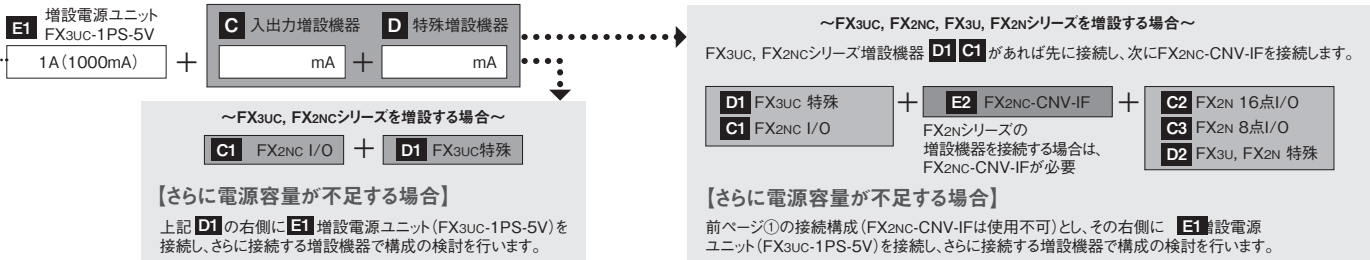 E1 増設電源ユニット
FX3UC-1PS-5V
1A(1000mA)
+
C 入出力増設機器
D 特殊増設機器
mA + mA
~FX3UC, FX2NCシリーズを増設する場合~
C1 FX2NC I/O + D1 FX3UC特殊
【さらに電源容量が不足する場合】
上記 D1 の右側に E1 増設電源ユニット(FX3UC-1PS-5V)を
接続し、さらに接続する増設機器で構成の検討を行います。
~FX3UC, FX2NC, FX3U, FX2Nシリーズを増設する場合~
FX3UC, FX2NCシリーズ増設機器 D1 C1 があれば先に接続し、次にFX2NC-CNV-IFを接続します。
D1 FX3UC 特殊
C1 FX2NC I/O
+
E2 FX2NC-CNV-IF
FX2Nシリーズの
増設機器を接続する場合は、
FX2NC-CNV-IFが必要
+
C2 FX2N 16点I/O
C3 FX2N 8点I/O
D2 FX3U, FX2N 特殊
【さらに電源容量が不足する場合】
前ページ①の接続構成(FX2NC-CNV-IFは使用不可)とし、その右側に E1 増設電源
ユニット(FX3UC-1PS-5V)を接続し、さらに接続する増設機器で構成の検討を行います。